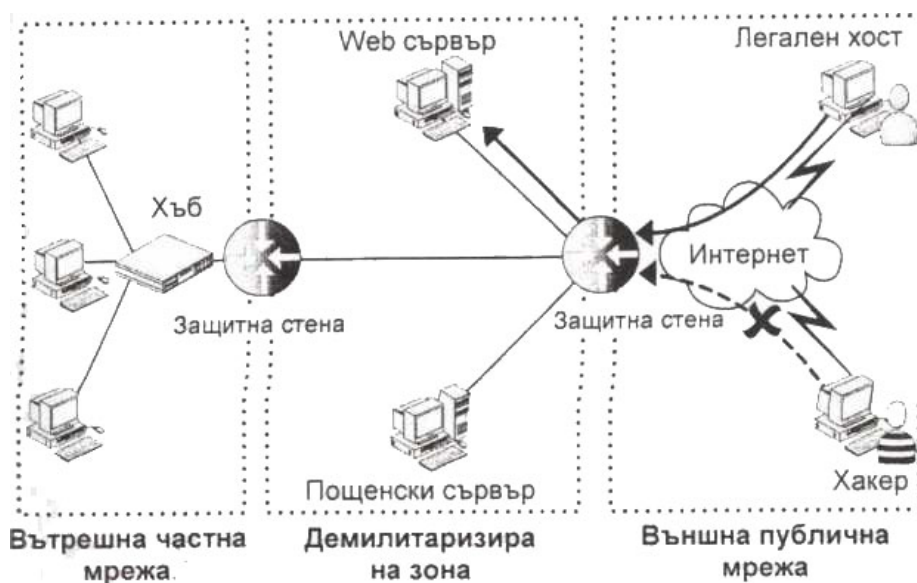 Web сървър
Легален хост
Хъб
Интернет
Защитна стена
Защитна стена
Пощенски сървър
Хакер
Вътрешна частна
мрежа
Демилитаризира
на зона
Външна публична
мрежа